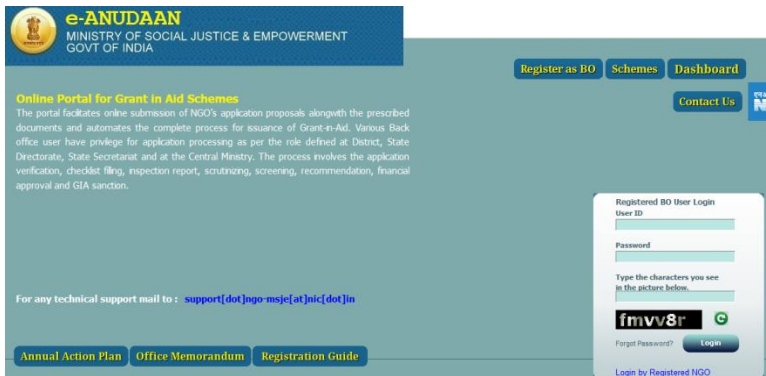 e-ANUDAAN
MINISTRY OF SOCIAL JUSTICE & EMPOWERMENT
GOVT OF INDIA
Register as BO Schemes Dashboard
Contact Us
Online Portal for Grant in Aid Schemes
The portal facitates online submission of NGO's application proposals alongwith the prescribed
documents and automates the complete process for issuance of Grant-n-Aid. Various Back
office user have privilege for application processing as per the role defined at District, State
Directorate, State Secretariat and at the Central Ministry. The process involves the application
verification, checklist filing, inspection report, scrutinizing, screening, recommendation, financial
approval and GIA sanction.
For any technical support mail to : support[dot]ngo-msje[at]nic[dot]in
Annual Action Plan Office Memorandum Registration Guide
Registered BO User Login
User ID
Password
Type the characters you see
in the picture below.
fmvv8r
Forgot Password? Login
Login by Registered NGO